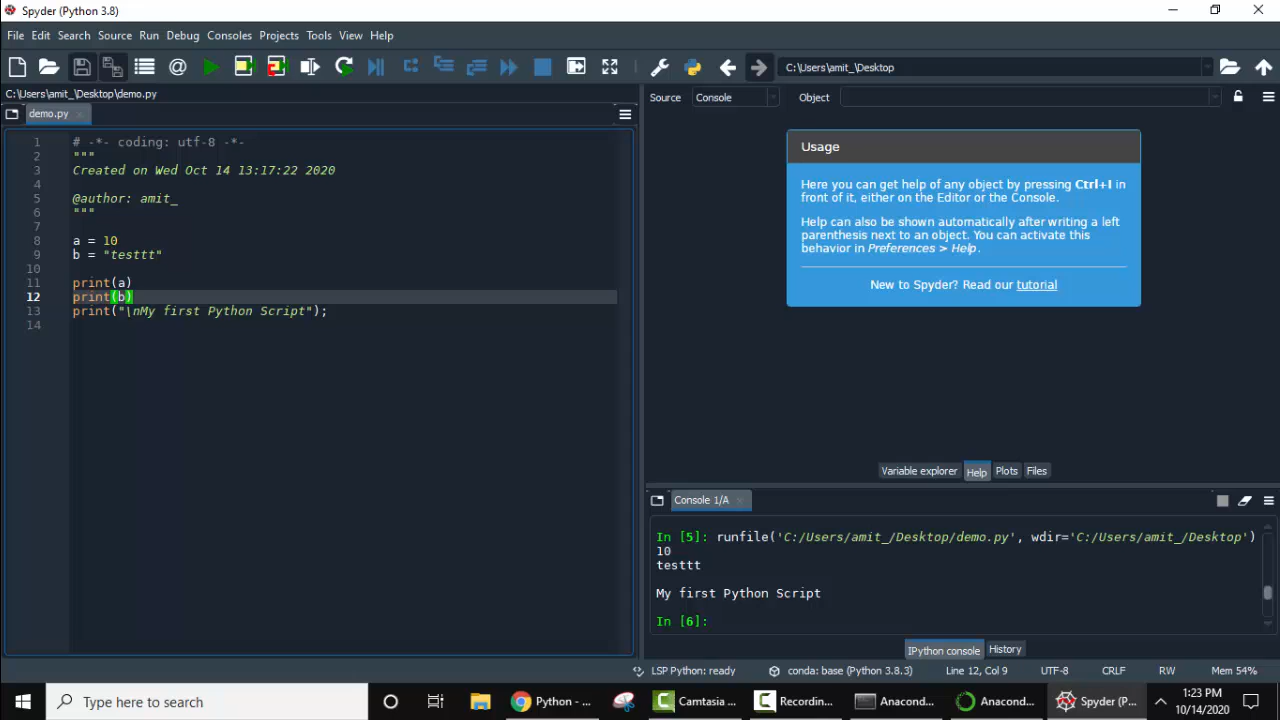 Spyder (Python 3.8)
File Edit Search Source Run Debug Consoles Projects Tools View Help
C:\Users\amit_\Desktop
C:\Users\amit_\Desktop\demo.py
demo.py
1 # -*- coding: utf-8 -*-
2 """
3 Created on Wed Oct 14 13:17:22 2020
4
5 @author: amit_
6 """
7
8 a = 10
9 b = "testtt"
10
11 print(a)
12 print(b)
13 print("\nMy first Python Script");
14
Source Console Object
Usage
Here you can get help of any object by pressing Ctrl+I in
front of it, either on the Editor or the Console.
Help can also be shown automatically after writing a left
parenthesis next to an object. You can activate this
behavior in Preferences > Help.
New to Spyder? Read our tutorial
Variable explorer Help Plots Files
Console 1/A
In [5]: runfile('C:/Users/amit_/Desktop/demo.py', wdir='C:/Users/amit_/Desktop')
10
testtt
My first Python Script
In [6]:
IPython console History
LSP Python: ready conda: base (Python 3.8.3) Line 12, Col 9 UTF-8 CRLF RW Mem 54%
Type here to search
Python - ...
Camtasia ...
Recordin...
Anacond...
Anacond...
Spyder (P...
1:23 PM
10/14/2020